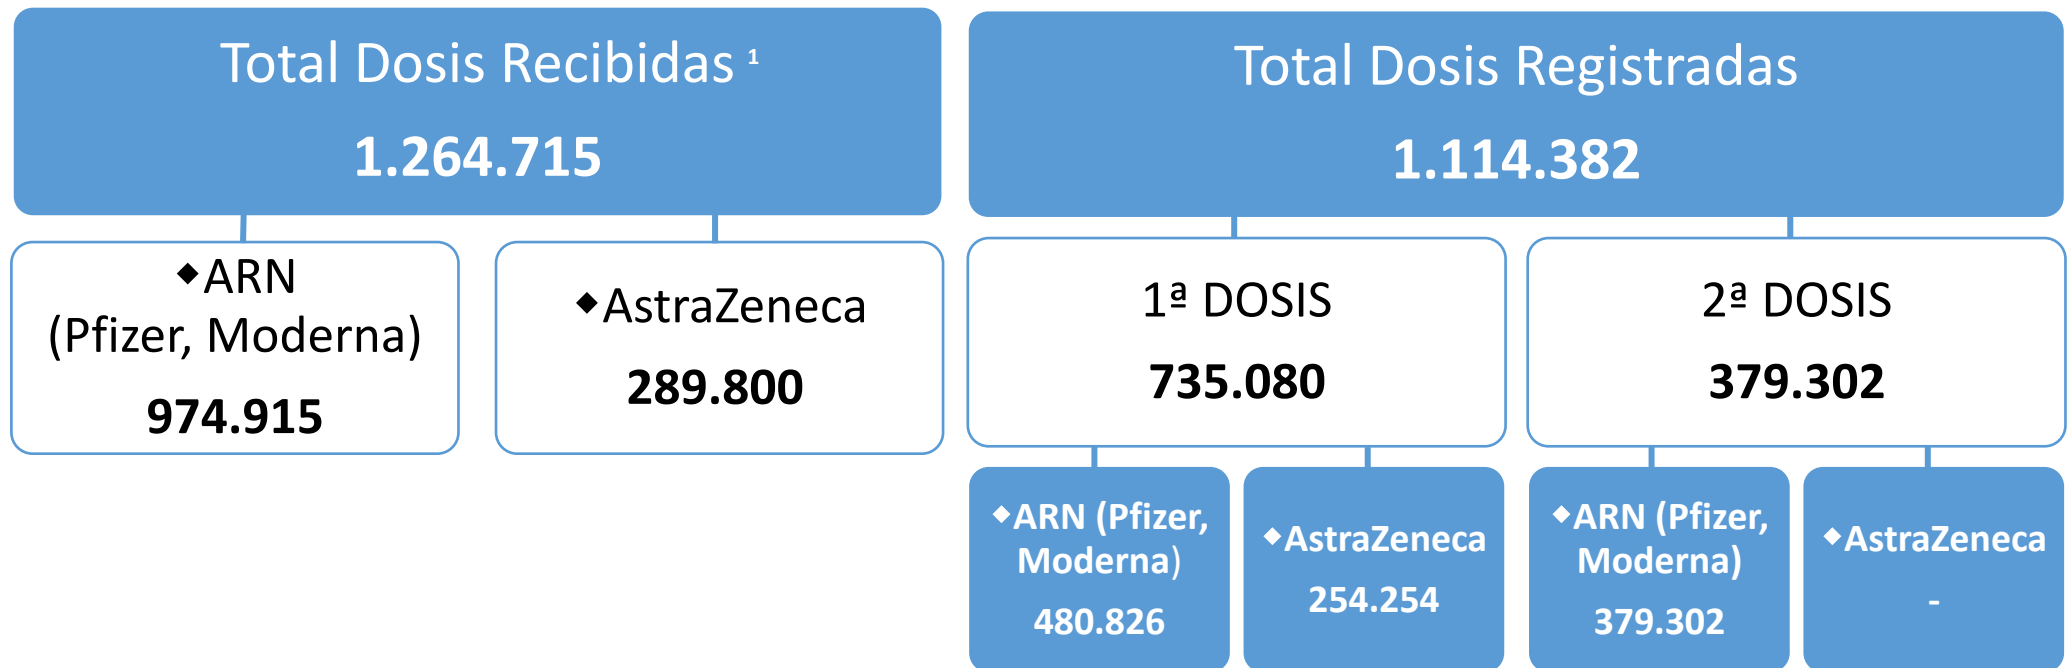 Total Dosis Recibidas ¹
1.264.715
◆ARN
(Pfizer, Moderna)
974.915
◆AstraZeneca
289.800
Total Dosis Registradas
1.114.382
1ª DOSIS
735.080
◆ARN (Pfizer,
Moderna)
480.826
◆AstraZeneca
254.254
2ª DOSIS
379.302
◆ARN (Pfizer,
Moderna)
379.302
◆AstraZeneca
-